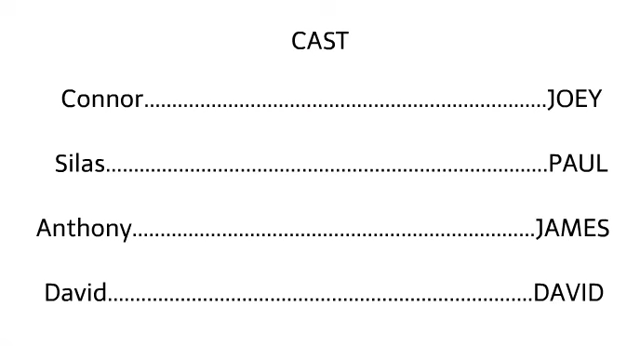 CAST
Connor.........................................................................JOEY
Silas................................................................................PAUL
Anthony.........................................................................JAMES
David.............................................................................DAVID